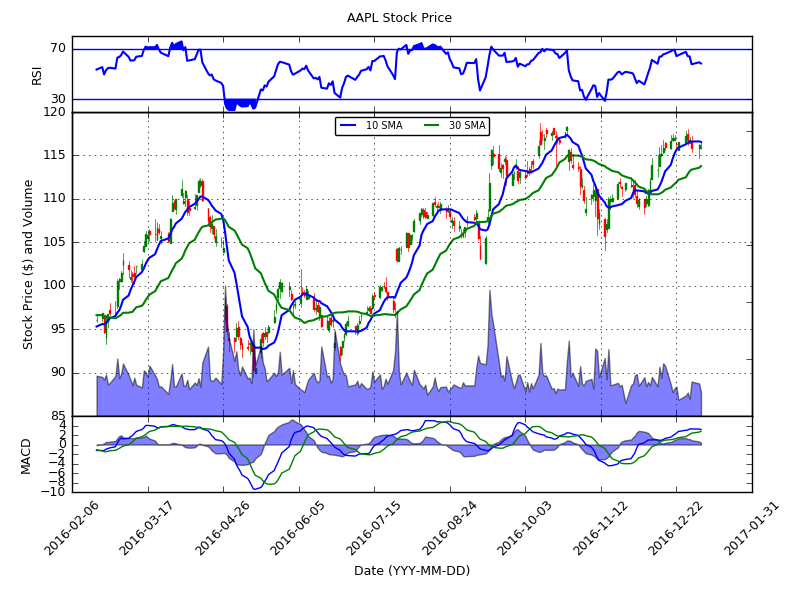 AAPL Stock Price
RSI
70
30
10 SMA 30 SMA
Stock Price ($) and Volume
120
115
110
105
100
95
90
85
MACD
4
2
0
−2
−4
−6
−8
−10
2016-02-06 2016-03-17 2016-04-26 2016-06-05 2016-07-15 2016-08-24 2016-10-03 2016-11-12 2016-12-22 2017-01-31
Date (YYY-MM-DD)